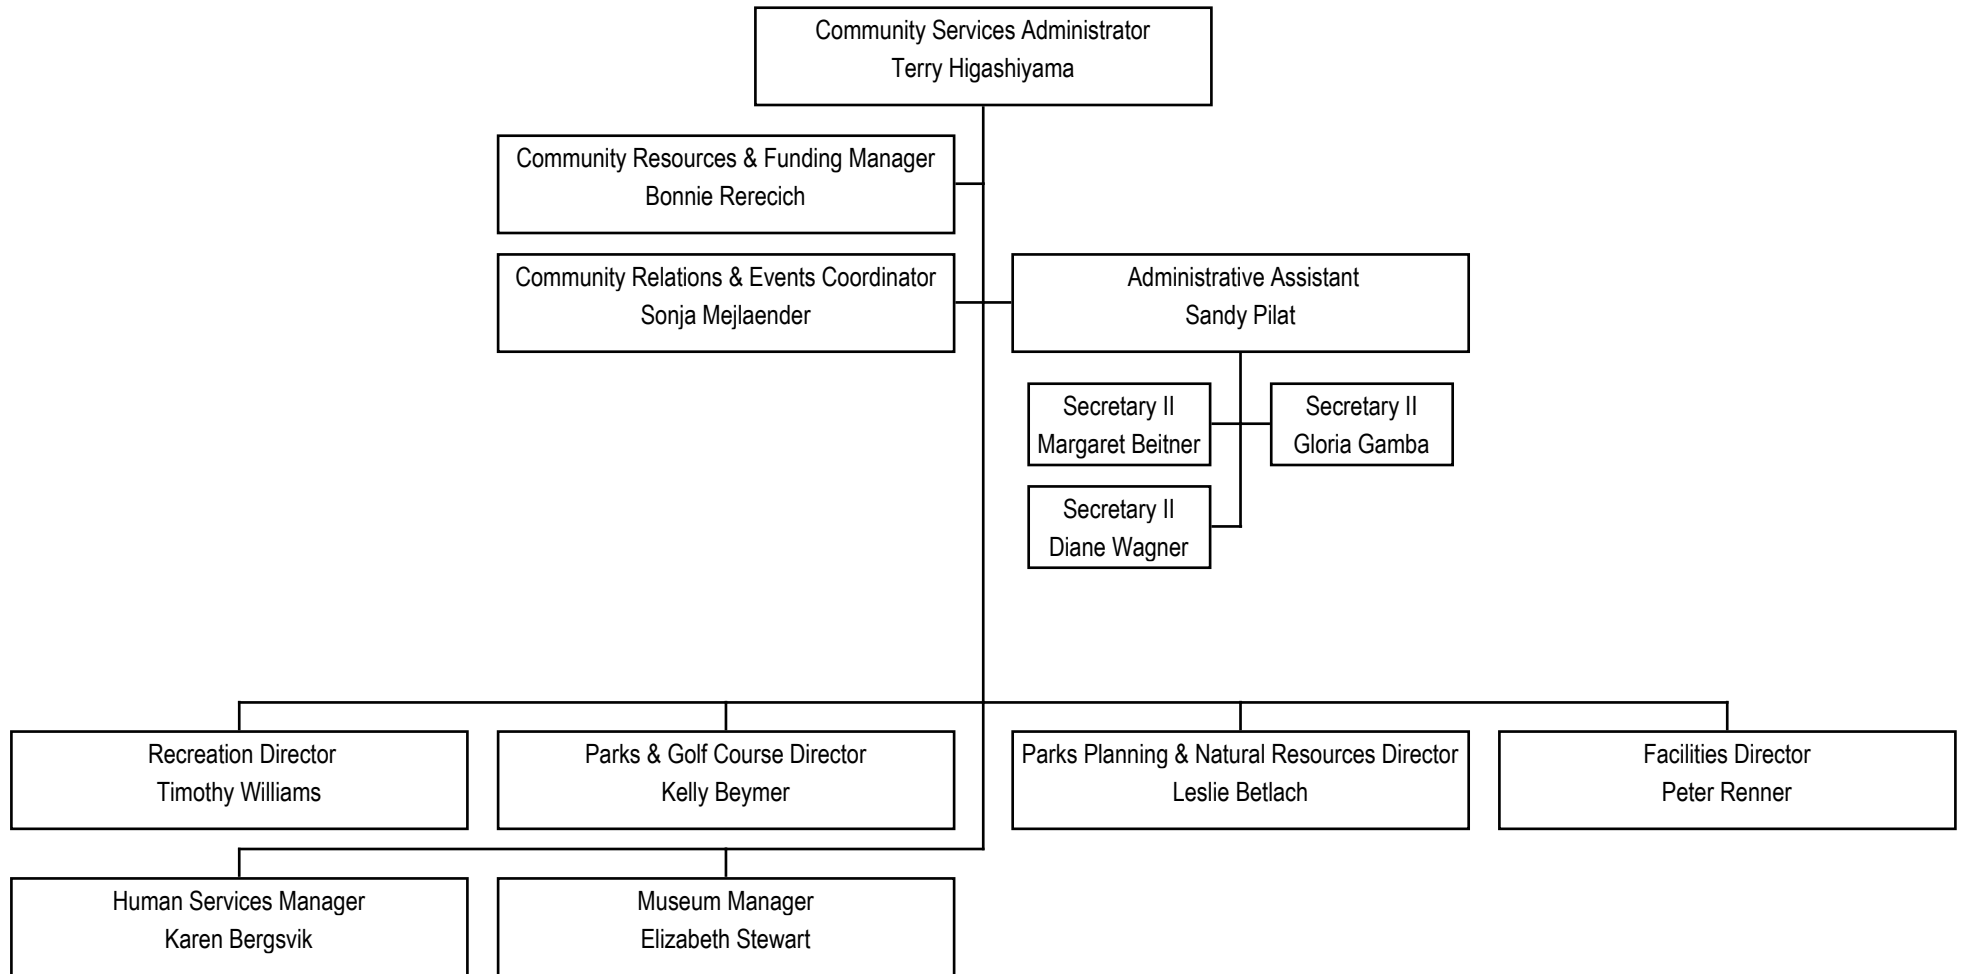 Community Services Administrator
Terry Higashiyama
Community Resources & Funding Manager
Bonnie Rerecich
Community Relations & Events Coordinator
Sonja Mejlaender
Administrative Assistant
Sandy Pilat
Secretary II
Margaret Beitner
Secretary II
Gloria Gamba
Secretary II
Diane Wagner
Recreation Director
Timothy Williams
Parks & Golf Course Director
Kelly Beymer
Parks Planning & Natural Resources Director
Leslie Betlach
Facilities Director
Peter Renner
Human Services Manager
Karen Bergsvik
Museum Manager
Elizabeth Stewart